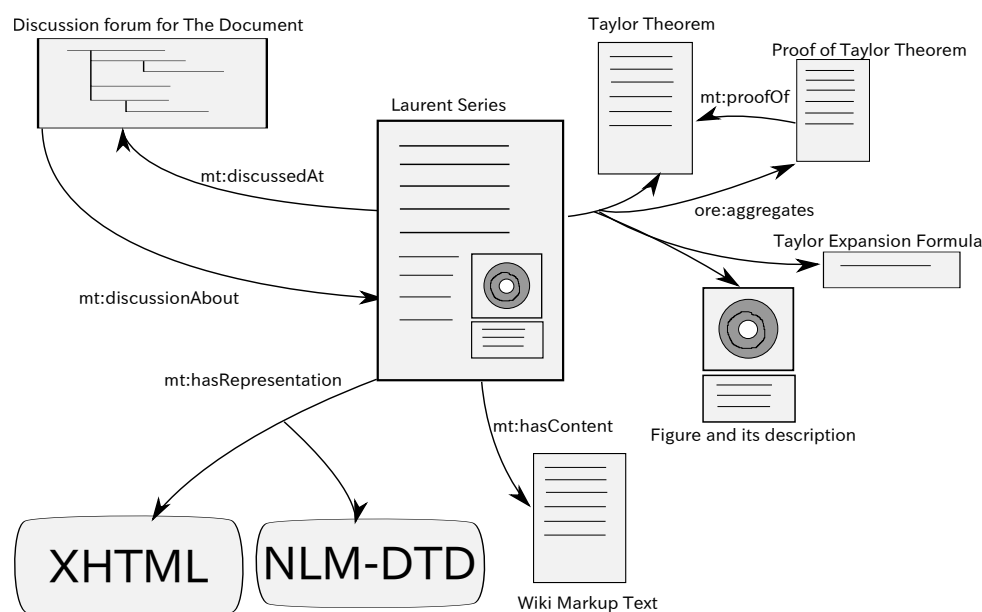 Discussion forum for The Document
Taylor Theorem
Proof of Taylor Theorem
mt:proofOf
Laurent Series
mt:discussedAt
ore:aggregates
Taylor Expansion Formula
mt:discussionAbout
mt:hasRepresentation
mt:hasContent
Figure and its description
XHTML
NLM-DTD
Wiki Markup Text